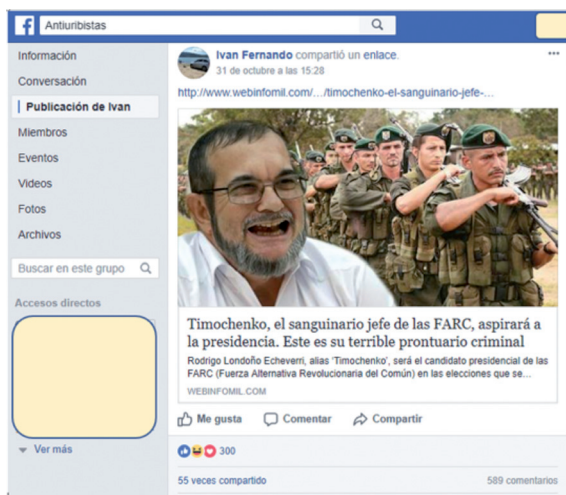 f Antiuribistas
Información
Conversación
Publicación de Ivan
Miembros
Eventos
Videos
Fotos
Archivos
Buscar en este grupo
Accesos directos
Ver más
Ivan Fernando compartió un enlace.
31 de octubre a las 15:28
http://www.webinfomil.com/…/timochenko-el-sanguinario-jefe-...
Timochenko, el sanguinario jefe de las FARC, aspirará a
la presidencia. Este es su terrible prontuario criminal
Rodrigo Londoño Echeverri, alias 'Timochenko', será el candidato presidencial de las
FARC (Fuerza Alternativa Revolucionaria del Común) en las elecciones que se...
WEBINFOMIL.COM
Me gusta Comentar Compartir
300
55 veces compartido 589 comentarios